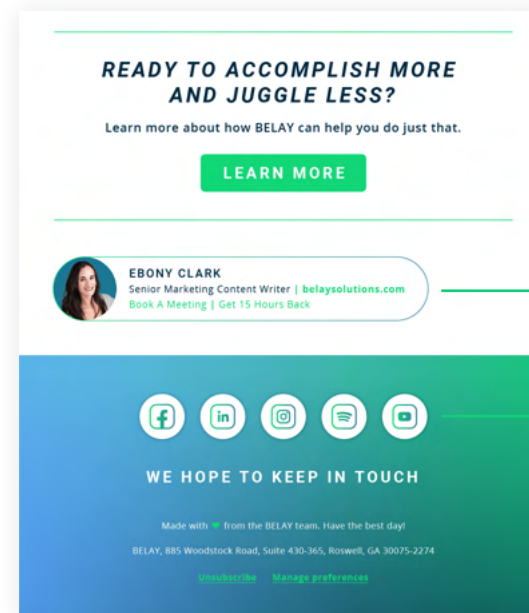 READY TO ACCOMPLISH MORE
AND JUGGLE LESS?
Learn more about how BELAY can help you do just that.
LEARN MORE
EBONY CLARK
Senior Marketing Content Writer | belaysolutions.com
Book A Meeting | Get 15 Hours Back
in
WE HOPE TO KEEP IN TOUCH
Made with 💚 from the BELAY team. Have the best day!
BELAY, 885 Woodstock Road, Suite 430-365, Roswell, GA 30075-2274
Unsubscribe Manage preferences